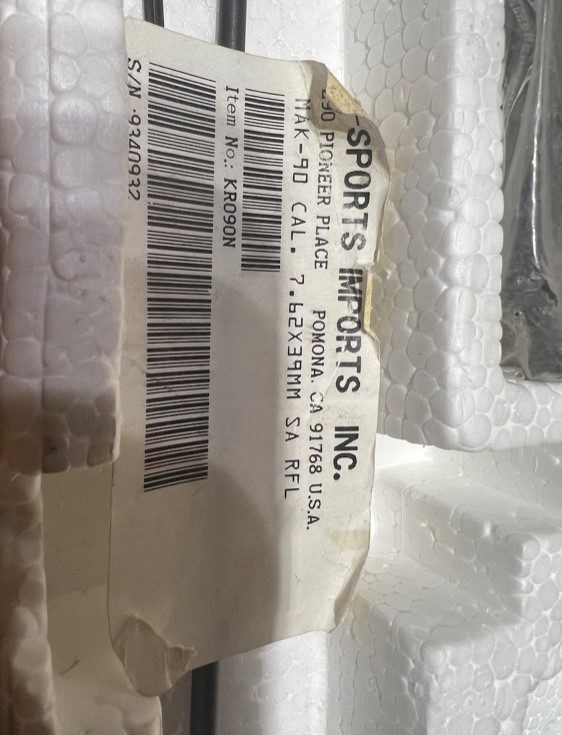 -SPORTS IMPORTS INC.
90 PIONEER PLACE POMONA, CA 91768 U.S.A.
MAK-90 CAL. 7.62X39MM SA RFL
Item No.: KR090N
S/N 9340932